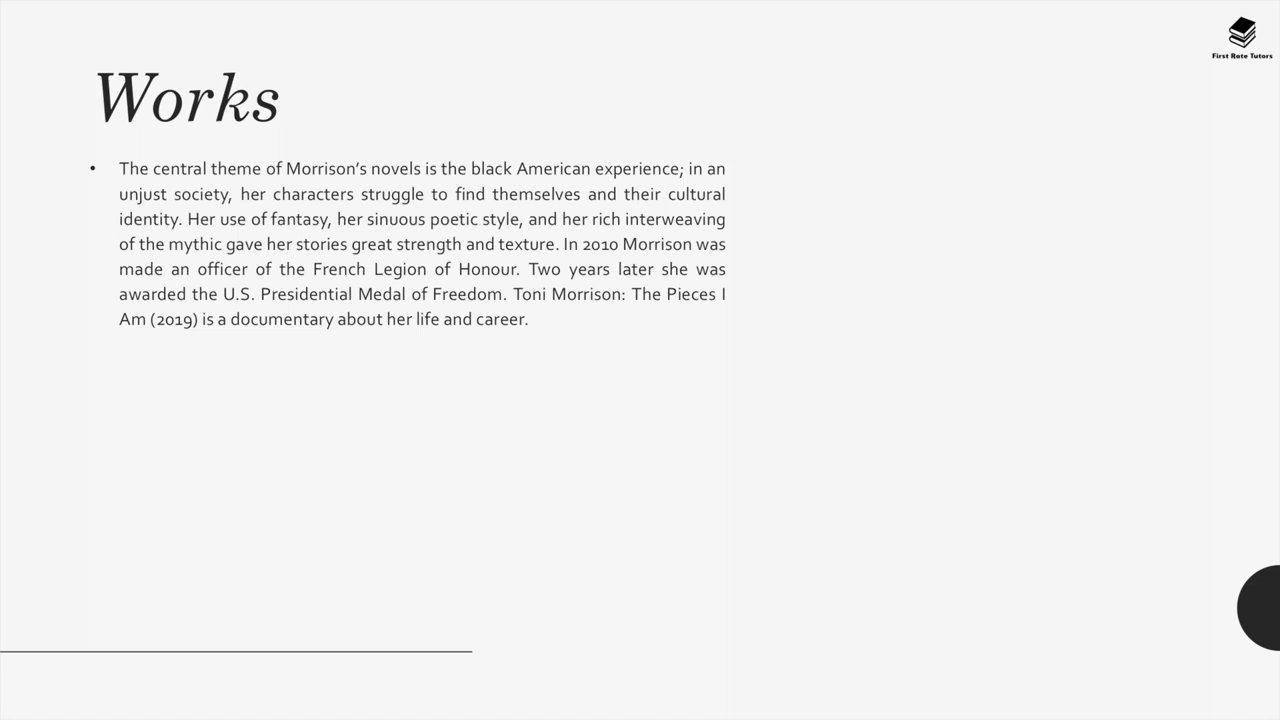 First Rate Tutors
Works
• The central theme of Morrison’s novels is the black American experience; in an
unjust society, her characters struggle to find themselves and their cultural
identity. Her use of fantasy, her sinuous poetic style, and her rich interweaving
of the mythic gave her stories great strength and texture. In 2010 Morrison was
made an officer of the French Legion of Honour. Two years later she was
awarded the U.S. Presidential Medal of Freedom. Toni Morrison: The Pieces I
Am (2019) is a documentary about her life and career.